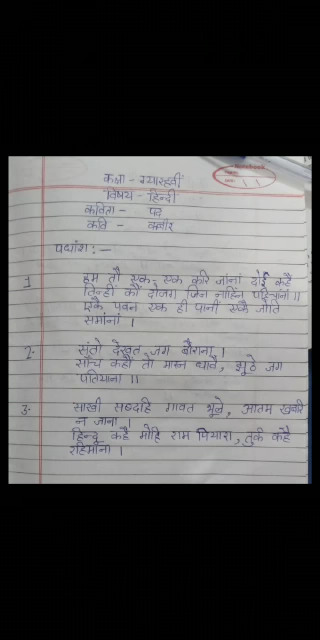 कक्षा - ग्यारहवीं
विषय - हिन्दी
कविता - पद
कवि - कबीर
पद्यांश : -
1 हम तौ एक एक करि जांनां दोई कहैं
तिन्हीं कौं दोजग जिन नाहिंन पहिचांनां ॥
एकै पवन एक ही पानीं एकै जोति
समांनां ।
2- संतो देखत जग बौराना ।
साँच कहौं तो मारन धावै, झूठे जग
पतियाना ॥
3- साखी सब्दहि गावत भूले, आतम खबरि
न जाना ।
हिन्दू कहै मोहि राम पियारा, तुर्क कहै
रहिमाना ।